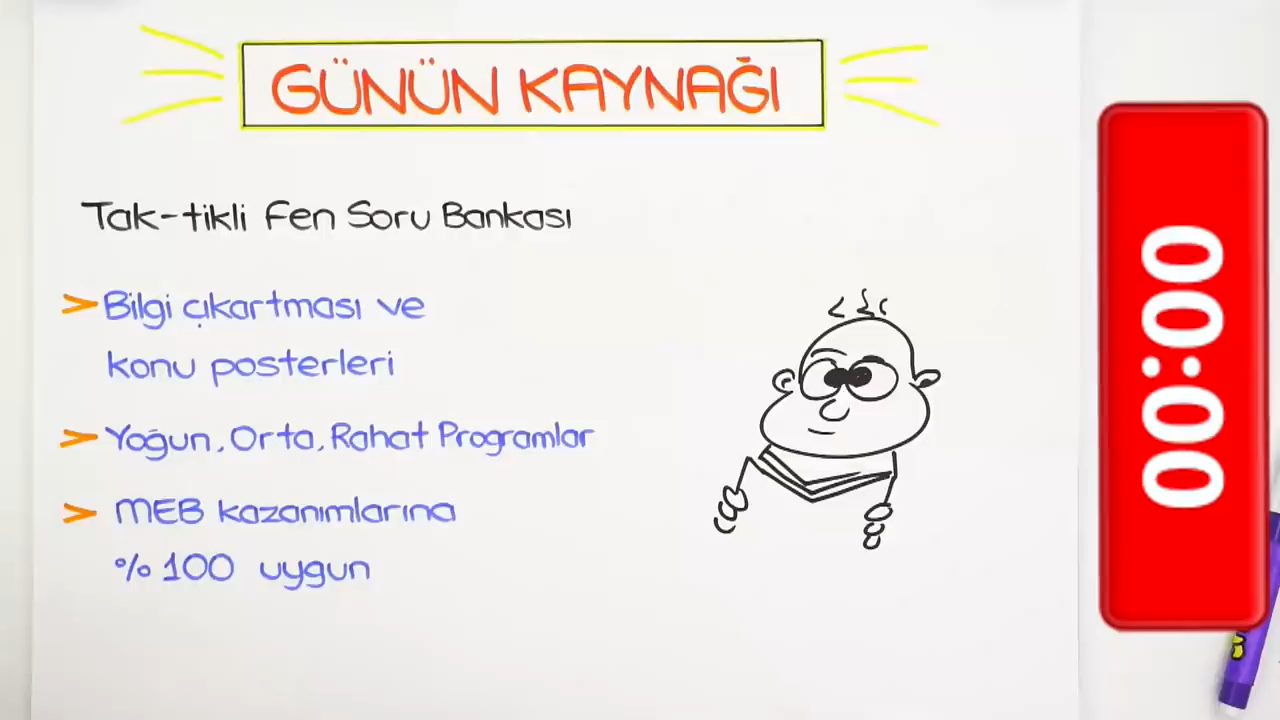 GÜNÜN KAYNAĞI
Tak-tikli Fen Soru Bankası
> Bilgi çıkartması ve
konu posterleri
> Yoğun, Orta, Rahat Programlar
> MEB kazanımlarına
% 100 uygun
00:00